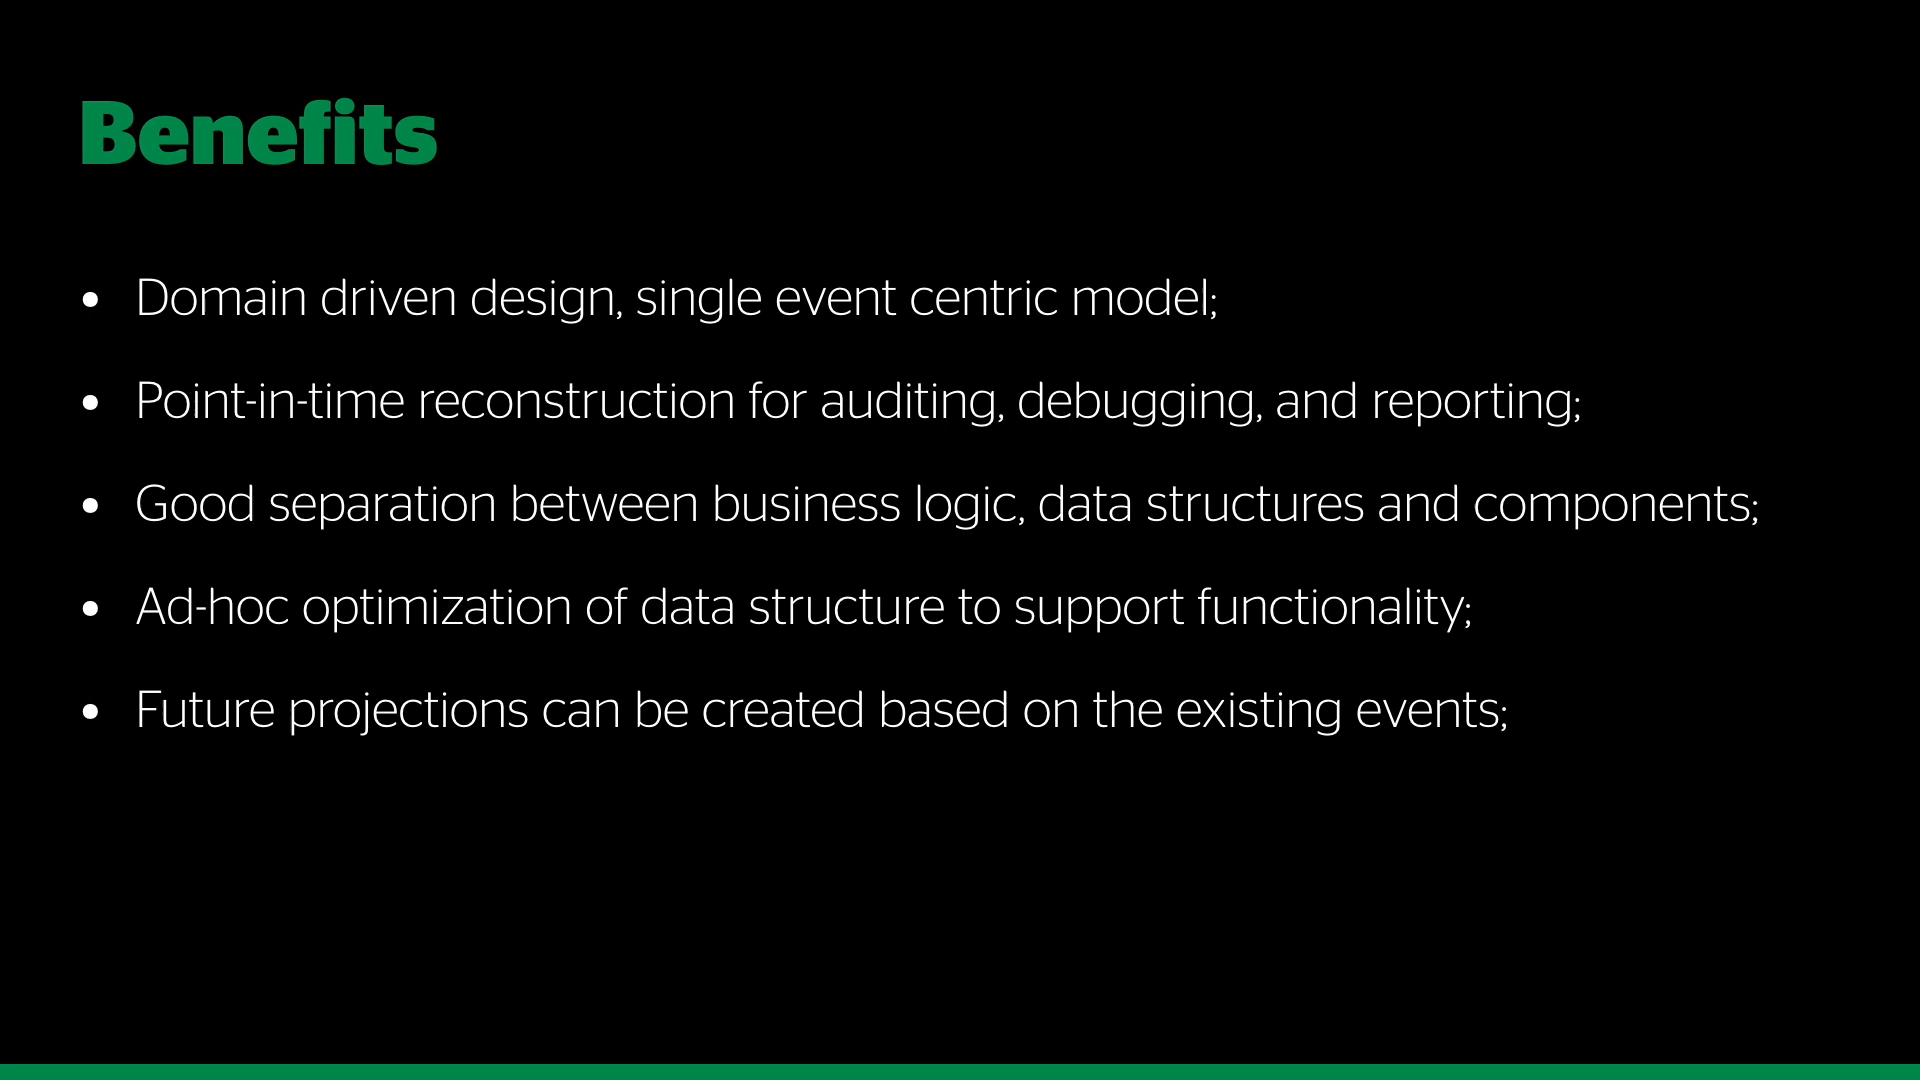 Benefits
• Domain driven design, single event centric model;
• Point-in-time reconstruction for auditing, debugging, and reporting;
• Good separation between business logic, data structures and components;
• Ad-hoc optimization of data structure to support functionality;
• Future projections can be created based on the existing events;